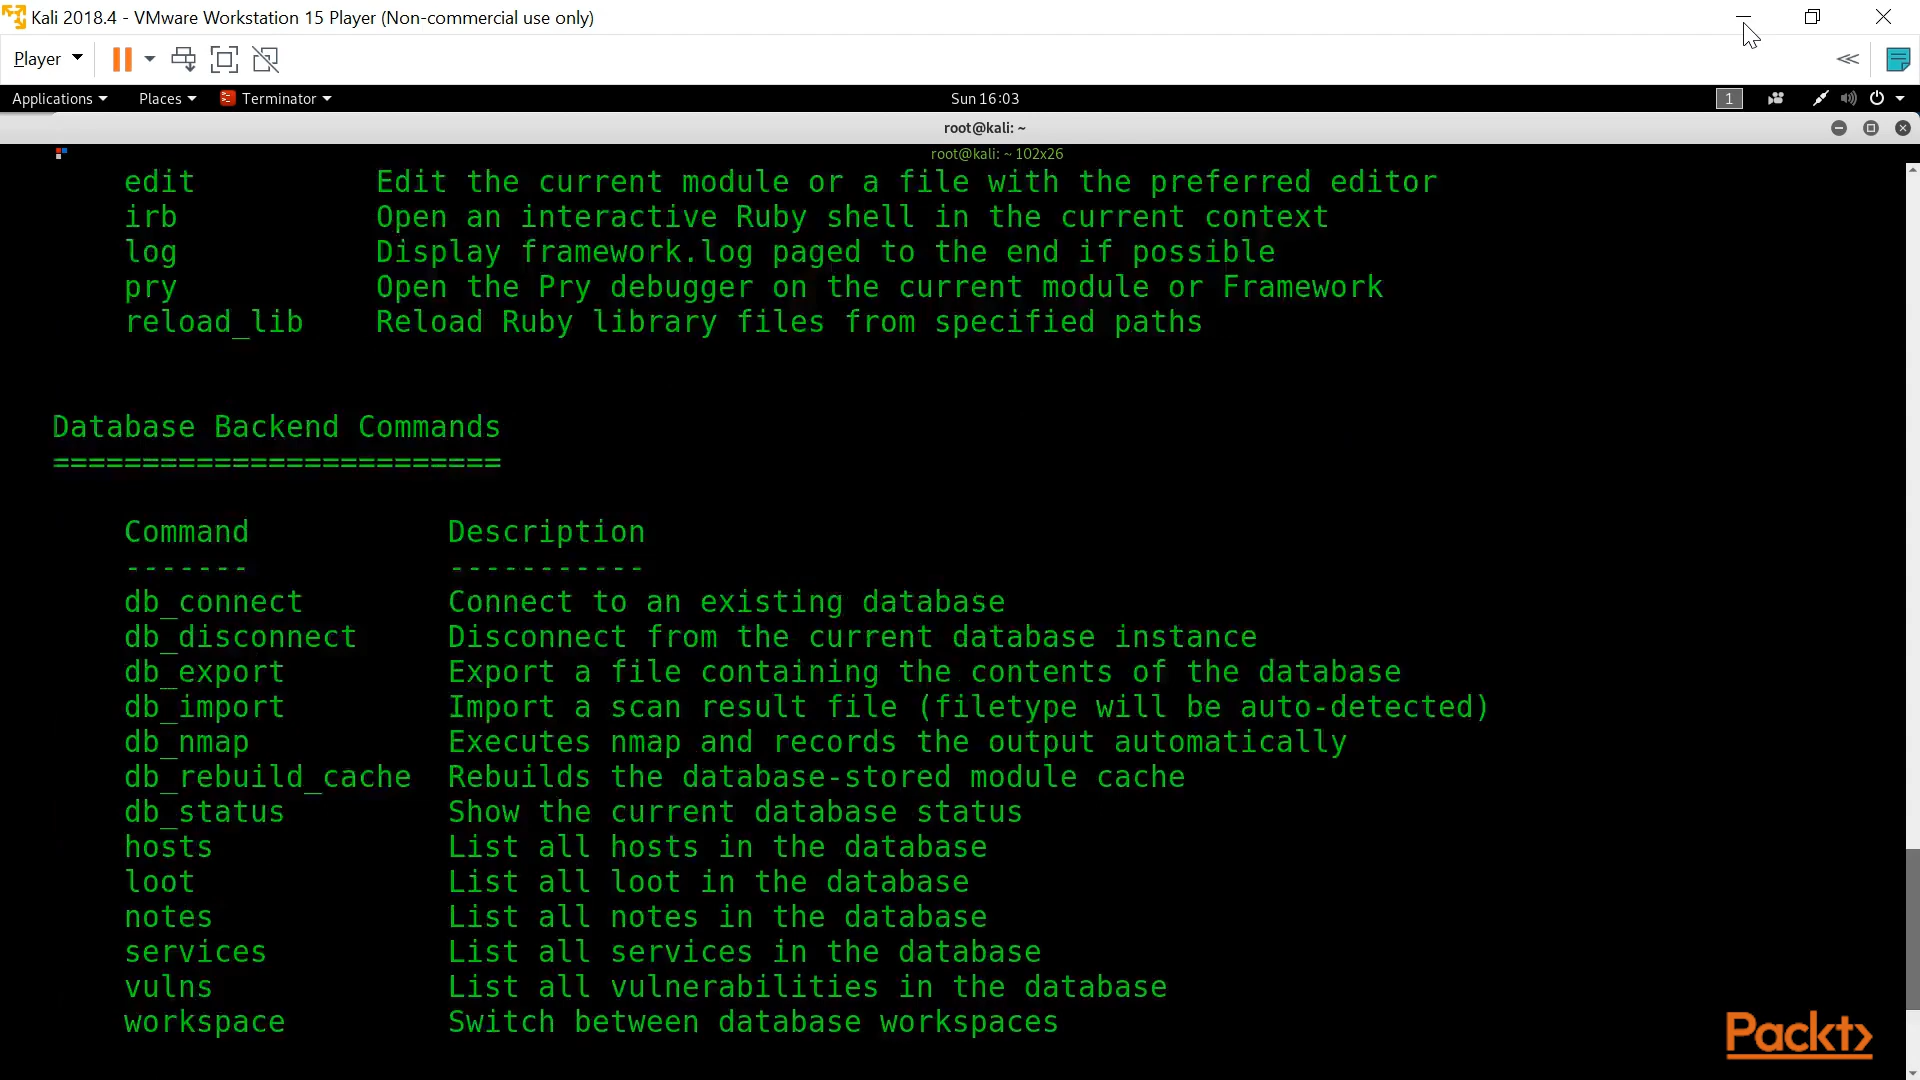 Kali 2018.4 - VMware Workstation 15 Player (Non-commercial use only)
Player
Applications Places Terminator Sun 16:03 1
root@kali: ~
root@kali: ~ 102x26
edit Edit the current module or a file with the preferred editor
irb Open an interactive Ruby shell in the current context
log Display framework.log paged to the end if possible
pry Open the Pry debugger on the current module or Framework
reload_lib Reload Ruby library files from specified paths
Database Backend Commands
=========================
Command Description
------- -----------
db_connect Connect to an existing database
db_disconnect Disconnect from the current database instance
db_export Export a file containing the contents of the database
db_import Import a scan result file (filetype will be auto-detected)
db_nmap Executes nmap and records the output automatically
db_rebuild_cache Rebuilds the database-stored module cache
db_status Show the current database status
hosts List all hosts in the database
loot List all loot in the database
notes List all notes in the database
services List all services in the database
vulns List all vulnerabilities in the database
workspace Switch between database workspaces
Packt>